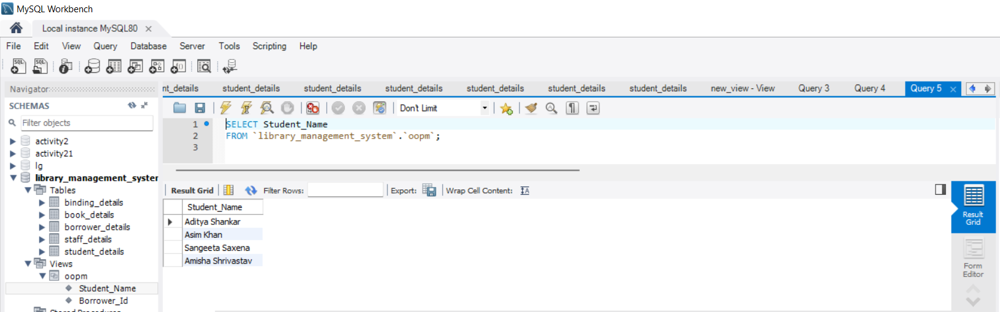 MySQL Workbench
Local instance MySQL80
File Edit View Query Database Server Tools Scripting Help
Navigator
SCHEMAS
Filter objects
activity2
activity21
lg
library_management_system
Tables
binding_details
book_details
borrower_details
staff_details
student_details
Views
oopm
Student_Name
Borrower_Id
Stored Procedures
nt_details student_details student_details student_details student_details student_details student_details new_view - View Query 3 Query 4 Query 5
Don't Limit
1 SELECT Student_Name
2 FROM `library_management_system`.`oopm`;
3
Result Grid Filter Rows: Export: Wrap Cell Content:
Student_Name
Aditya Shankar
Asim Khan
Sangeeta Saxena
Amisha Shrivastav
Result
Grid
Form
Editor